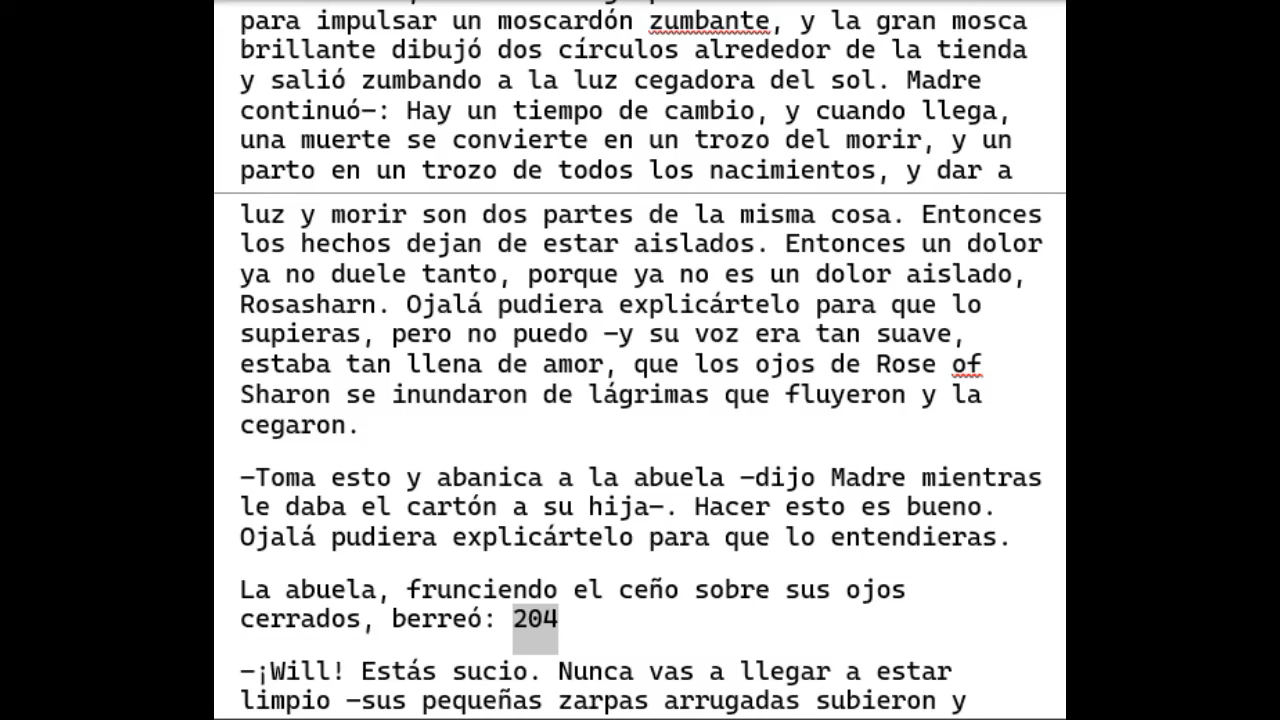 para impulsar un moscardón zumbante, y la gran mosca
brillante dibujó dos círculos alrededor de la tienda
y salió zumbando a la luz cegadora del sol. Madre
continuó—: Hay un tiempo de cambio, y cuando llega,
una muerte se convierte en un trozo del morir, y un
parto en un trozo de todos los nacimientos, y dar a
luz y morir son dos partes de la misma cosa. Entonces
los hechos dejan de estar aislados. Entonces un dolor
ya no duele tanto, porque ya no es un dolor aislado,
Rosasharn. Ojalá pudiera explicártelo para que lo
supieras, pero no puedo —y su voz era tan suave,
estaba tan llena de amor, que los ojos de Rose of
Sharon se inundaron de lágrimas que fluyeron y la
cegaron.
—Toma esto y abanica a la abuela —dijo Madre mientras
le daba el cartón a su hija—. Hacer esto es bueno.
Ojalá pudiera explicártelo para que lo entendieras.
La abuela, frunciendo el ceño sobre sus ojos
cerrados, berreó: 204
—¡Will! Estás sucio. Nunca vas a llegar a estar
limpio —sus pequeñas zarpas arrugadas subieron y